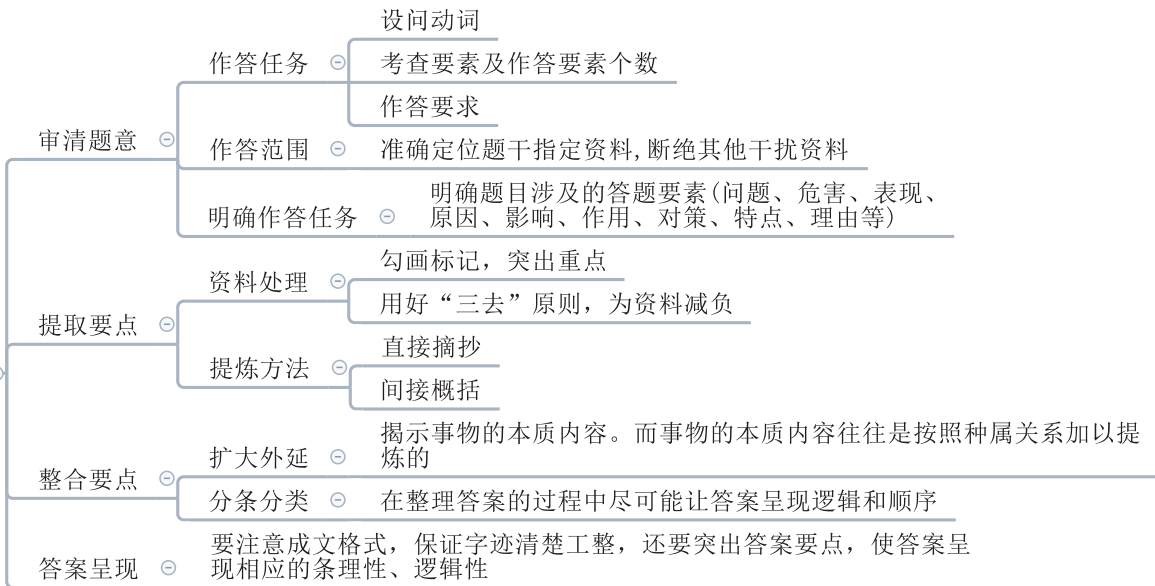 审清题意
作答任务
设问动词
考查要素及作答要素个数
作答要求
作答范围
准确定位题干指定资料,断绝其他干扰资料
明确作答任务
明确题目涉及的答题要素(问题、危害、表现、
原因、影响、作用、对策、特点、理由等)
提取要点
资料处理
勾画标记，突出重点
用好“三去”原则，为资料减负
提炼方法
直接摘抄
间接概括
整合要点
扩大外延
揭示事物的本质内容。而事物的本质内容往往是按照种属关系加以提
炼的
分条分类
在整理答案的过程中尽可能让答案呈现逻辑和顺序
答案呈现
要注意成文格式，保证字迹清楚工整，还要突出答案要点，使答案呈
现相应的条理性、逻辑性